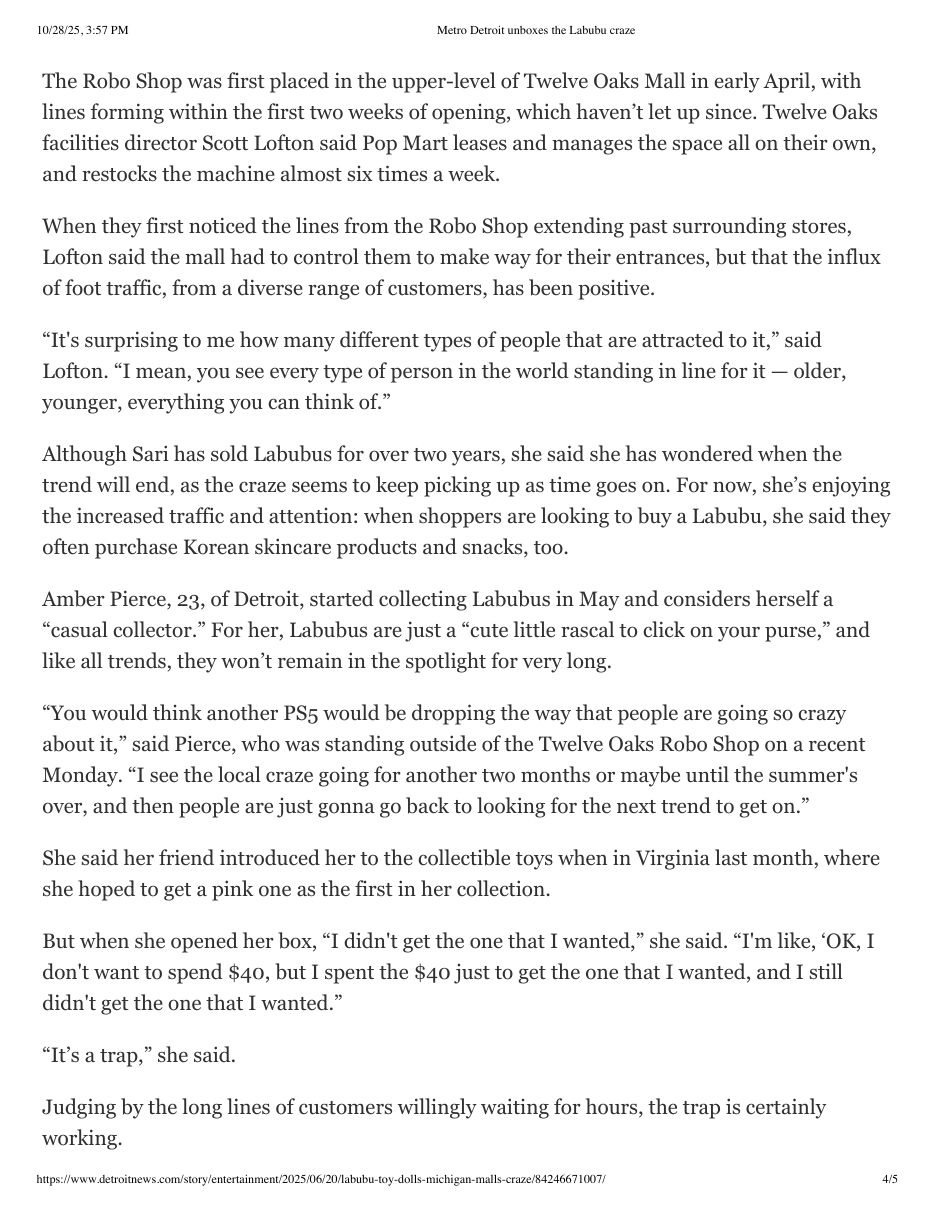 10/28/25, 3:57 PM Metro Detroit unboxes the Labubu craze
The Robo Shop was first placed in the upper-level of Twelve Oaks Mall in early April, with
lines forming within the first two weeks of opening, which haven’t let up since. Twelve Oaks
facilities director Scott Lofton said Pop Mart leases and manages the space all on their own,
and restocks the machine almost six times a week.
When they first noticed the lines from the Robo Shop extending past surrounding stores,
Lofton said the mall had to control them to make way for their entrances, but that the influx
of foot traffic, from a diverse range of customers, has been positive.
“It's surprising to me how many different types of people that are attracted to it,” said
Lofton. “I mean, you see every type of person in the world standing in line for it — older,
younger, everything you can think of.”
Although Sari has sold Labubus for over two years, she said she has wondered when the
trend will end, as the craze seems to keep picking up as time goes on. For now, she’s enjoying
the increased traffic and attention: when shoppers are looking to buy a Labubu, she said they
often purchase Korean skincare products and snacks, too.
Amber Pierce, 23, of Detroit, started collecting Labubus in May and considers herself a
“casual collector.” For her, Labubus are just a “cute little rascal to click on your purse,” and
like all trends, they won’t remain in the spotlight for very long.
“You would think another PS5 would be dropping the way that people are going so crazy
about it,” said Pierce, who was standing outside of the Twelve Oaks Robo Shop on a recent
Monday. “I see the local craze going for another two months or maybe until the summer's
over, and then people are just gonna go back to looking for the next trend to get on.”
She said her friend introduced her to the collectible toys when in Virginia last month, where
she hoped to get a pink one as the first in her collection.
But when she opened her box, “I didn't get the one that I wanted,” she said. “I'm like, ‘OK, I
don't want to spend $40, but I spent the $40 just to get the one that I wanted, and I still
didn't get the one that I wanted.”
“It’s a trap,” she said.
Judging by the long lines of customers willingly waiting for hours, the trap is certainly
working.
https://www.detroitnews.com/story/entertainment/2025/06/20/labubu-toy-dolls-michigan-malls-craze/84246671007/ 4/5